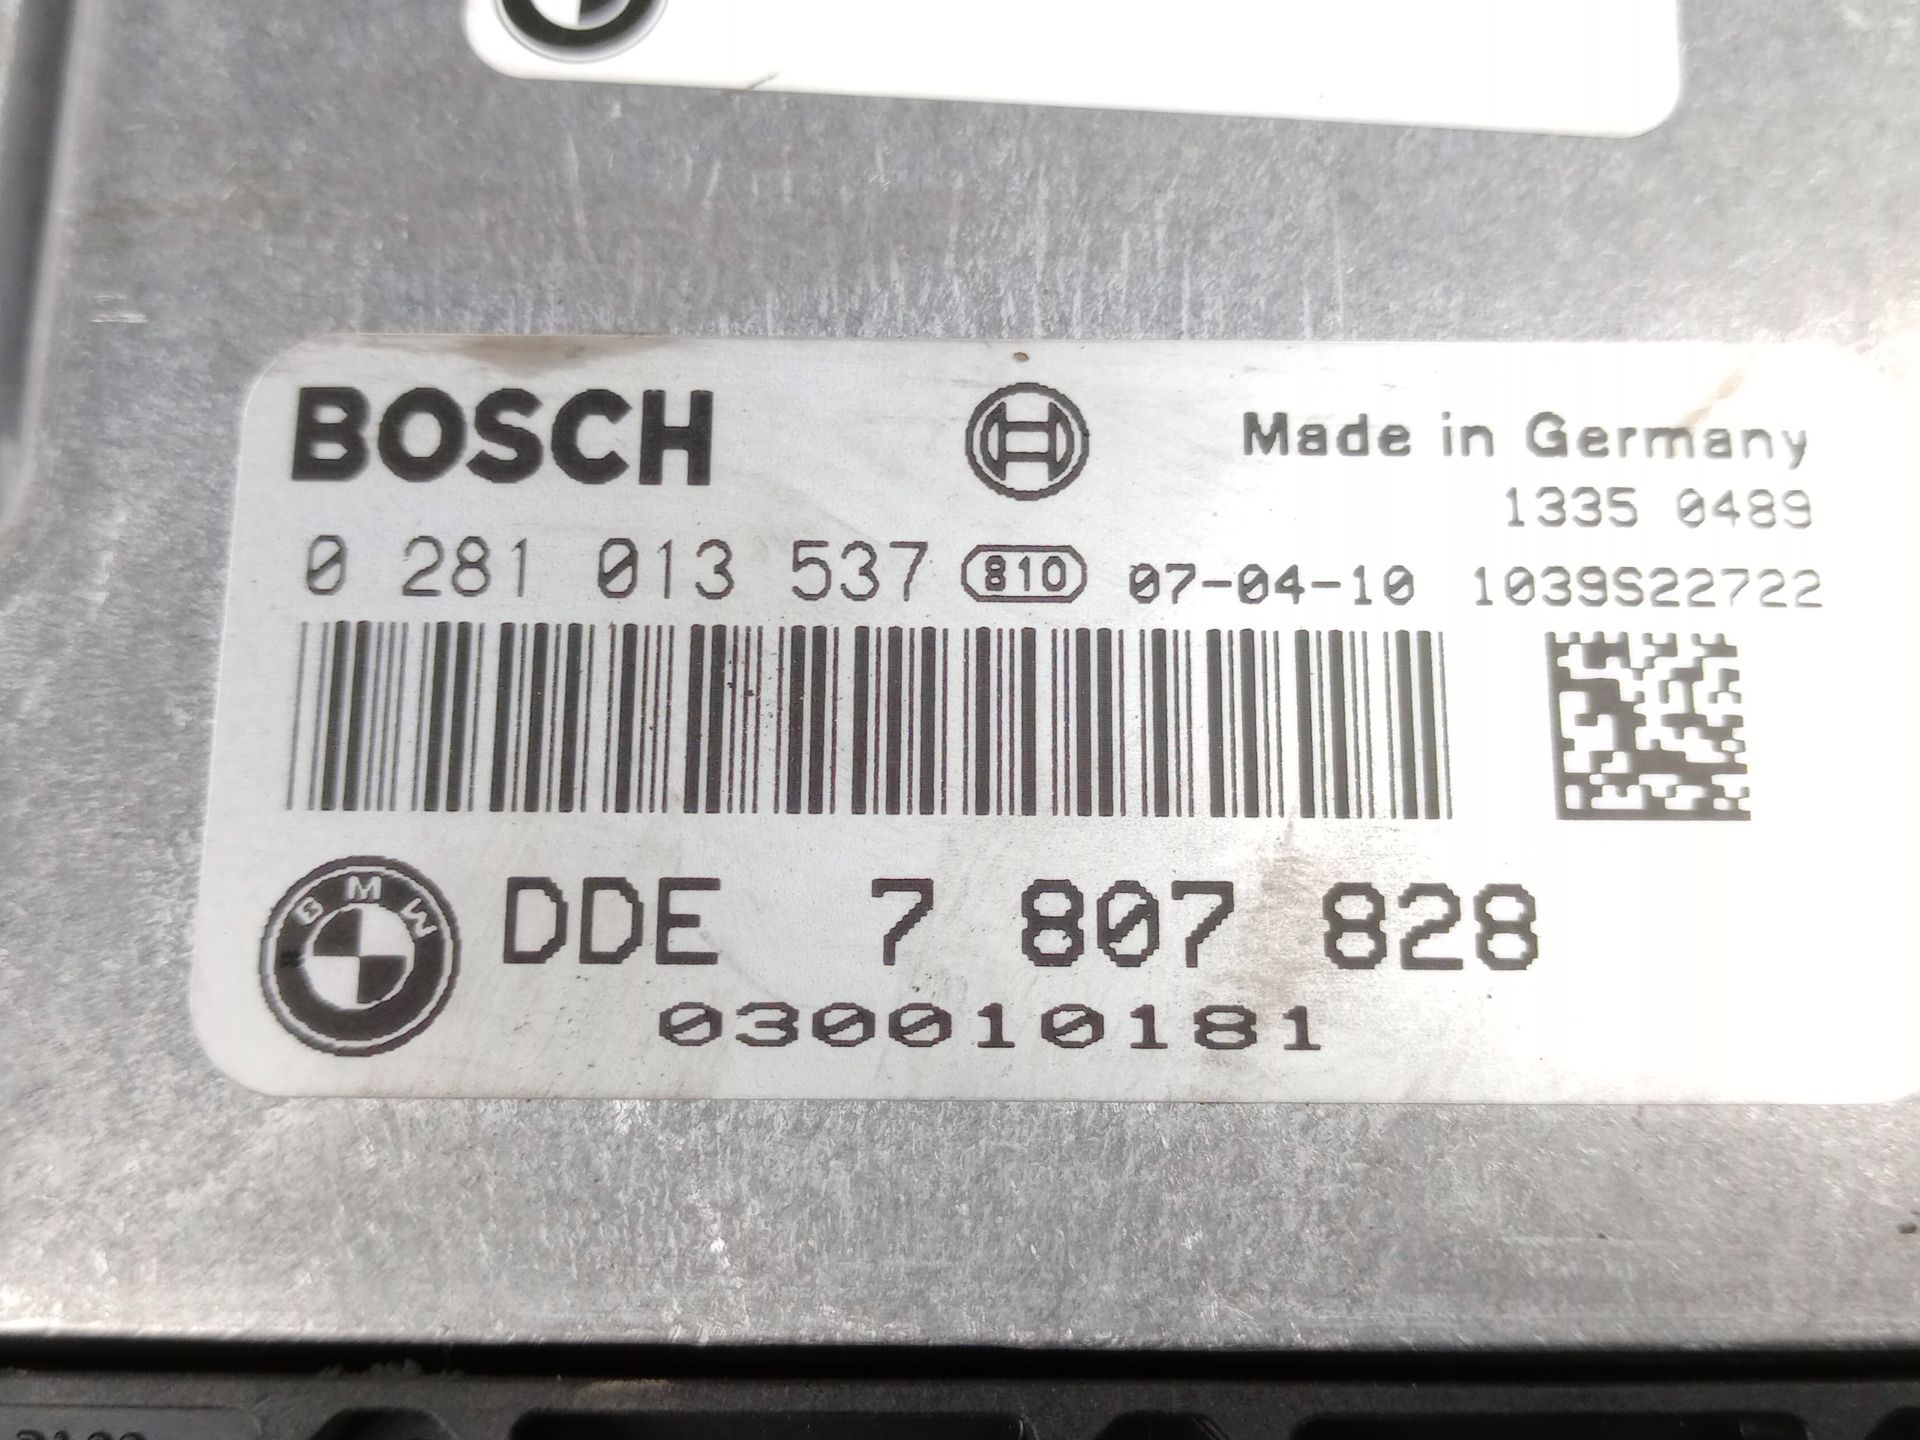 BOSCH
Made in Germany
1335 0489
0 281 013 537 810 07-04-10 1039S22722
BMW DDE 7 807 828
030010181